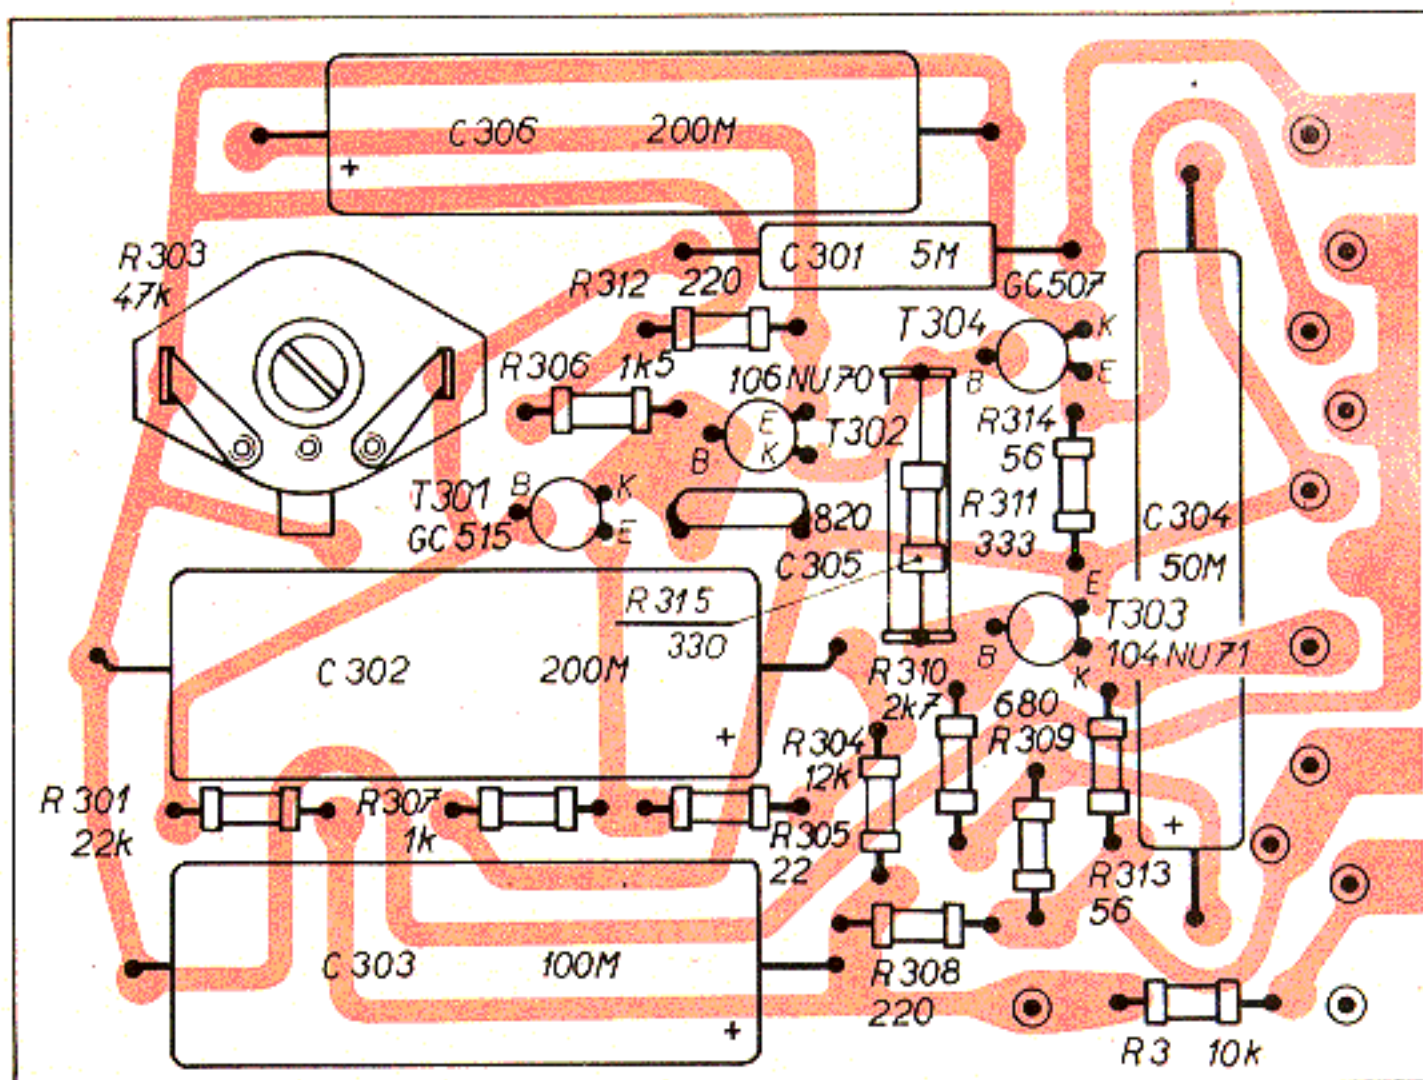 C306 200M
+
R303
47k
R312 220
C301 5M
GC507
T304
K
E
B
R306 1k5
106NU70
E
K
B
T302
R314
56
T301
GC515
B
K
E
820
C305
R311
333
C304
50M
R315
330
E
T303
104NU71
B
K
C302 200M
+
R310
2k7
680
R309
R304
12k
R301
22k
R307
1k
R305
22
R313
56
+
C303 100M
+
R308
220
R3 10k